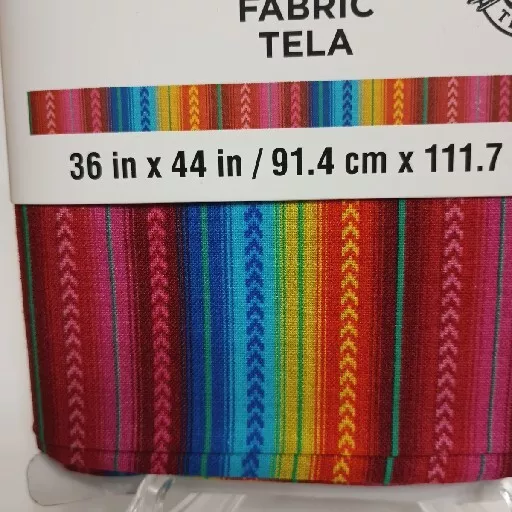 FABRIC
TELA
36 in x 44 in / 91.4 cm x 111.7